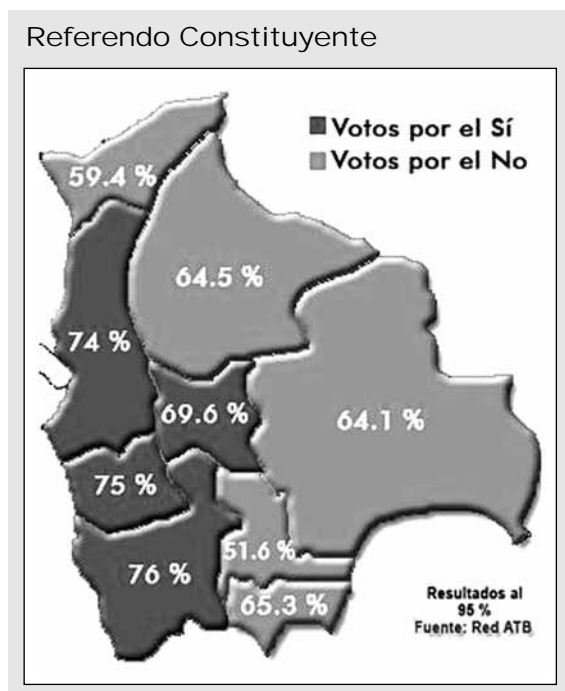 Referendo Constituyente
Votos por el Sí
Votos por el No
59.4 %
64.5 %
74 %
69.6 %
64.1 %
75 %
51.6 %
76 %
65.3 %
Resultados al
95 %
Fuente: Red ATB